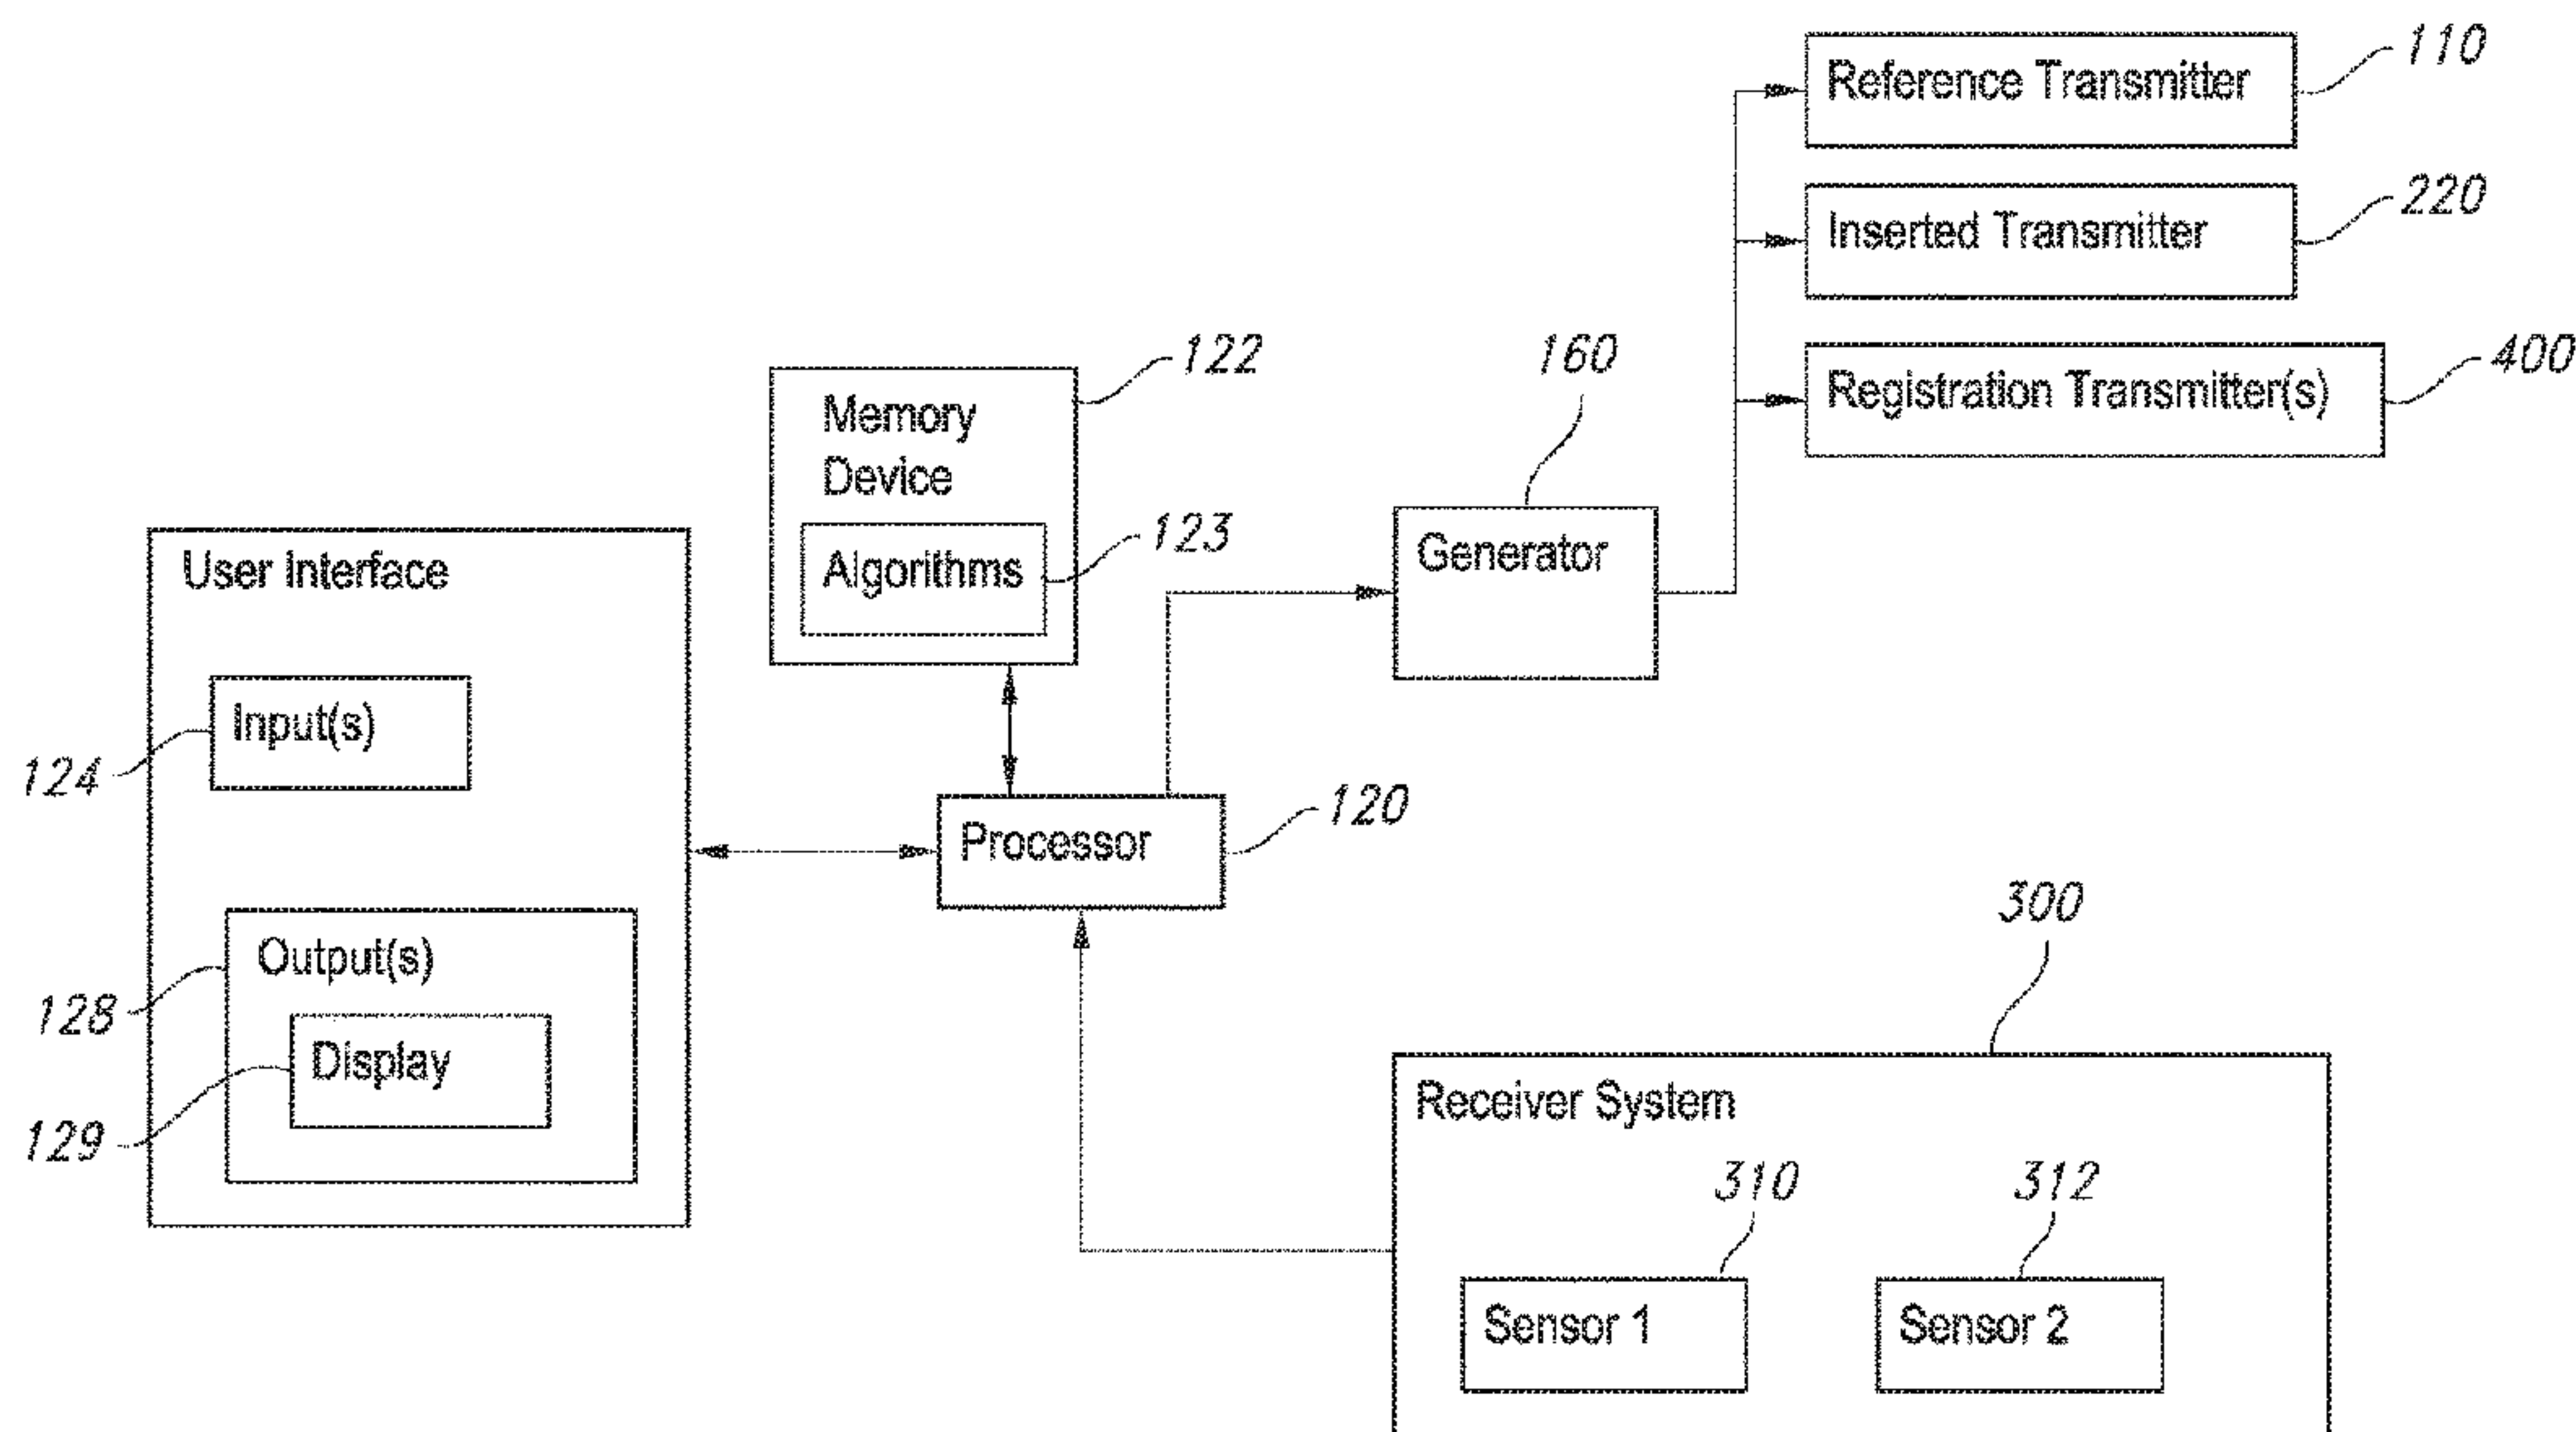 Reference Transmitter
110
Inserted Transmitter
220
Registration Transmitter(s)
400
Memory
Device
122
Algorithms
123
Generator
160
User Interface
Input(s)
124
Output(s)
128
Display
129
Processor
120
Receiver System
300
Sensor 1
310
Sensor 2
312